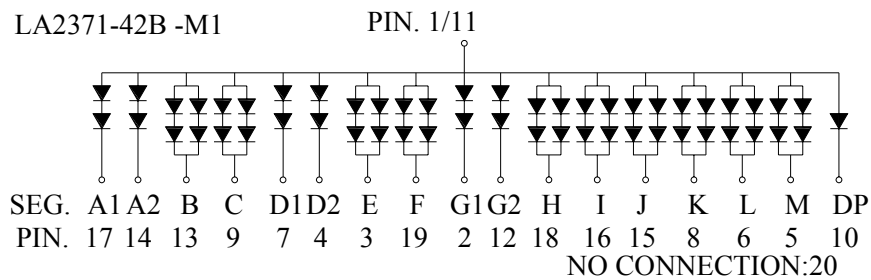 LA2371-42B -M1 PIN. 1/11
SEG. A1 A2 B C D1 D2 E F G1 G2 H I J K L M DP
PIN. 17 14 13 9 7 4 3 19 2 12 18 16 15 8 6 5 10
NO CONNECTION:20